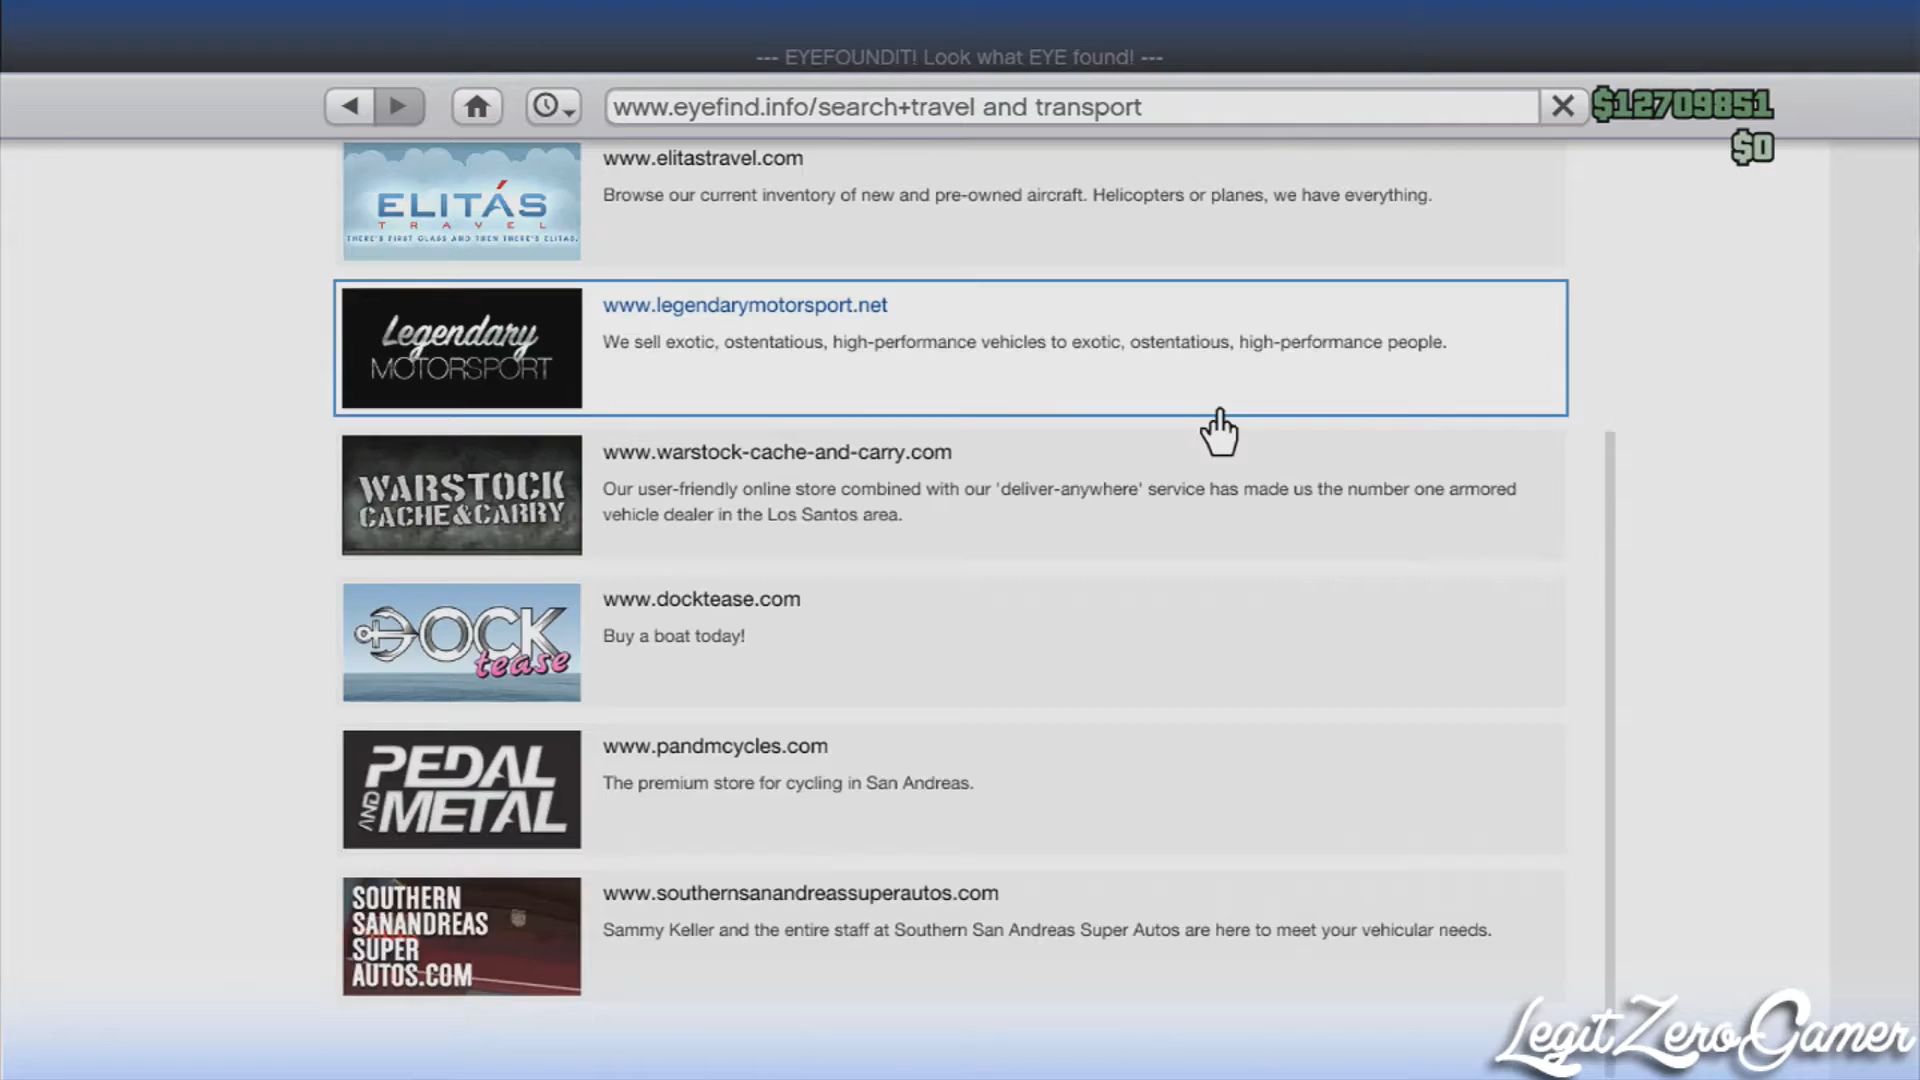 --- EYEFOUNDIT! Look what EYE found! ---
www.eyefind.info/search+travel and transport
$12709851
$0
www.elitastravel.com
Browse our current inventory of new and pre-owned aircraft. Helicopters or planes, we have everything.
ELITÁS
TRAVEL
THERE'S FIRST CLASS AND THEN THERE'S ELITAS.
www.legendarymotorsport.net
We sell exotic, ostentatious, high-performance vehicles to exotic, ostentatious, high-performance people.
Legendary
MOTORSPORT
www.warstock-cache-and-carry.com
Our user-friendly online store combined with our 'deliver-anywhere' service has made us the number one armored
vehicle dealer in the Los Santos area.
WARSTOCK
CACHE&CARRY
www.docktease.com
Buy a boat today!
DOCK
tease
www.pandmcycles.com
The premium store for cycling in San Andreas.
PEDAL
AND METAL
www.southernsanandreassuperautos.com
Sammy Keller and the entire staff at Southern San Andreas Super Autos are here to meet your vehicular needs.
SOUTHERN
SANANDREAS
SUPER
AUTOS.COM
LegitZeroGamer